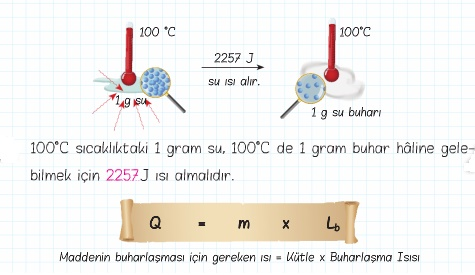 100 °C
2257 J
su ısı alır.
100°C
1 g su
1 g su buharı
100°C sıcaklıktaki 1 gram su, 100°C de 1 gram buhar hâline gele-
bilmek için 2257J ısı almalıdır.
Q = m x Lb
Maddenin buharlaşması için gereken ısı = Kütle x Buharlaşma Isısı